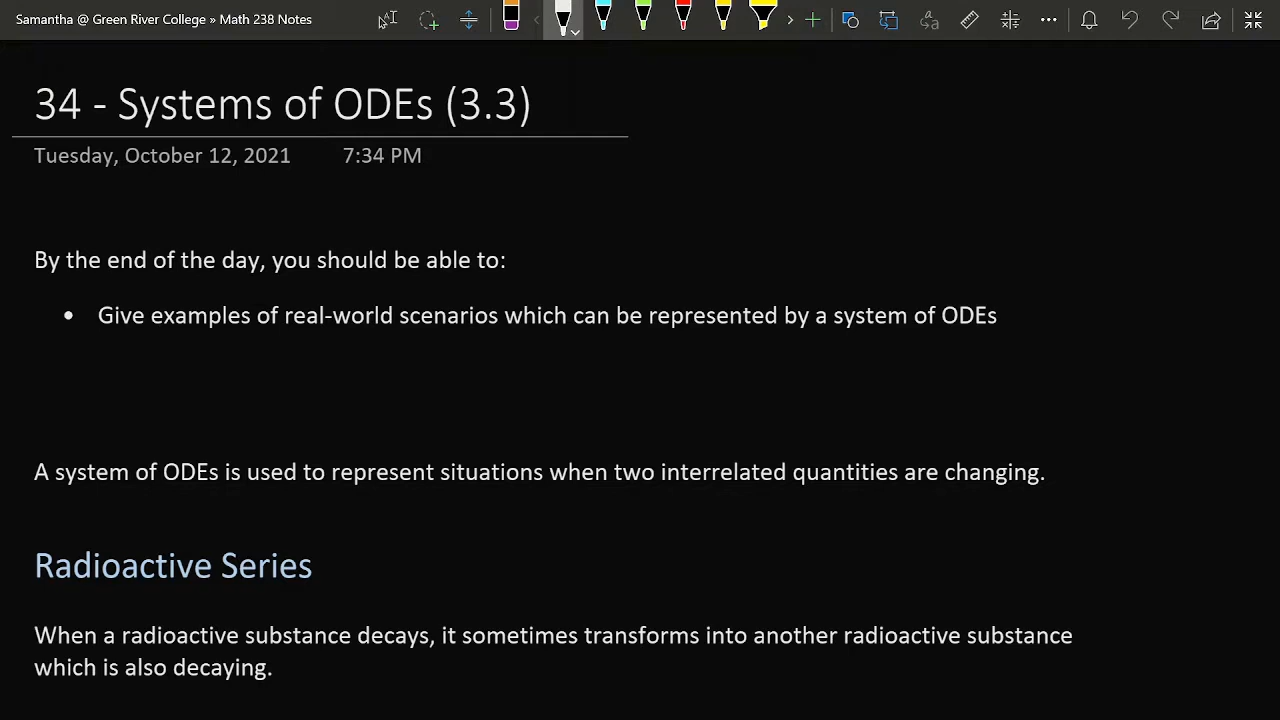 Samantha @ Green River College » Math 238 Notes
34 - Systems of ODEs (3.3)
Tuesday, October 12, 2021 7:34 PM
By the end of the day, you should be able to:
• Give examples of real-world scenarios which can be represented by a system of ODEs
A system of ODEs is used to represent situations when two interrelated quantities are changing.
Radioactive Series
When a radioactive substance decays, it sometimes transforms into another radioactive substance
which is also decaying.